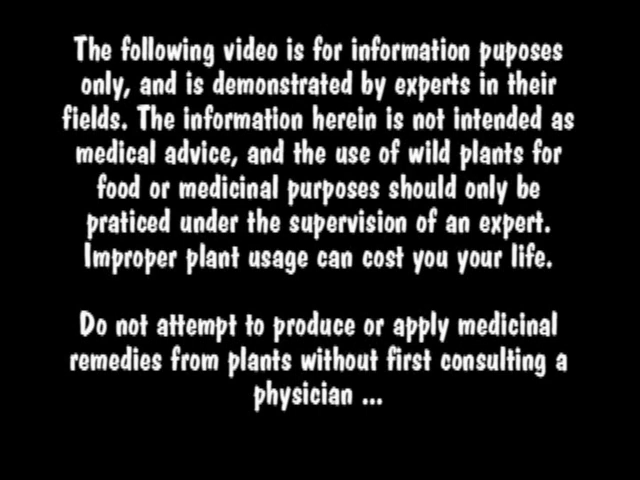 The following video is for information puposes
only, and is demonstrated by experts in their
fields. The information herein is not intended as
medical advice, and the use of wild plants for
food or medicinal purposes should only be
praticed under the supervision of an expert.
Improper plant usage can cost you your life.
Do not attempt to produce or apply medicinal
remedies from plants without first consulting a
physician ...